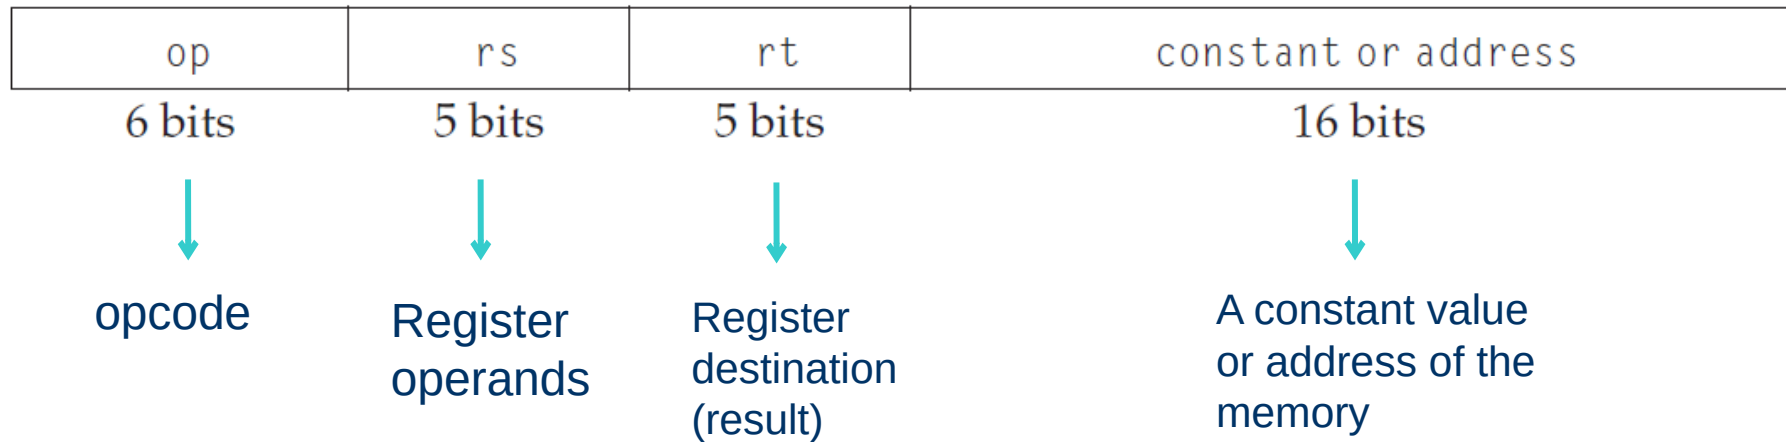 op rs rt constant or address
6 bits 5 bits 5 bits 16 bits
opcode
Register
operands
Register
destination
(result)
A constant value
or address of the
memory